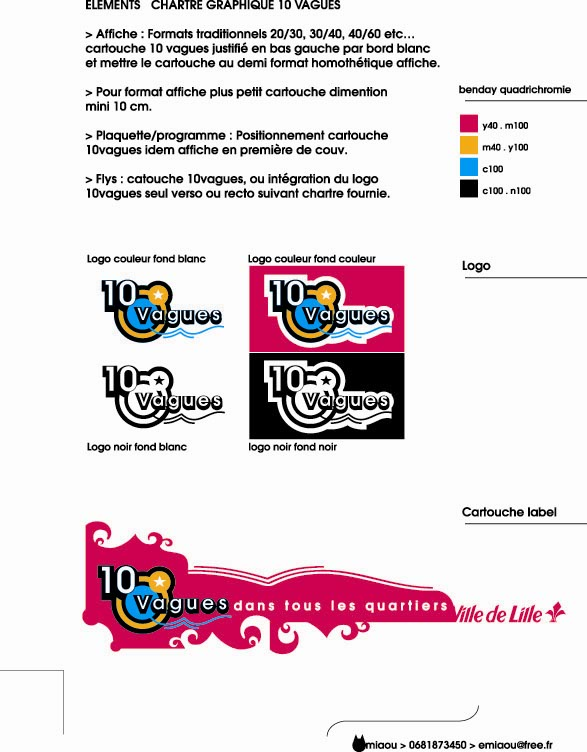 ELEMENTS CHARTRE GRAPHIQUE 10 VAGUES
> Affiche : Formats traditionnels 20/30, 30/40, 40/60 etc...
cartouche 10 vagues justifié en bas gauche par bord blanc
et mettre le cartouche au demi format homothétique affiche.
> Pour format affiche plus petit cartouche dimention
mini 10 cm.
> Plaquette/programme : Positionnement cartouche
10vagues idem affiche en première de couv.
> Flys : catouche 10vagues, ou intégration du logo
10vagues seul verso ou recto suivant chartre fournie.
benday quadrichromie
y40 . m100
m40 . y100
c100
c100 . n100
Logo couleur fond blanc
Logo couleur fond couleur
Logo
10
Vagues
10
Vagues
10
Vagues
10
Vagues
Logo noir fond blanc
logo noir fond noir
Cartouche label
10
Vagues dans tous les quartiers
Ville de Lille
miaou > 0681873450 > emiaou@free.fr